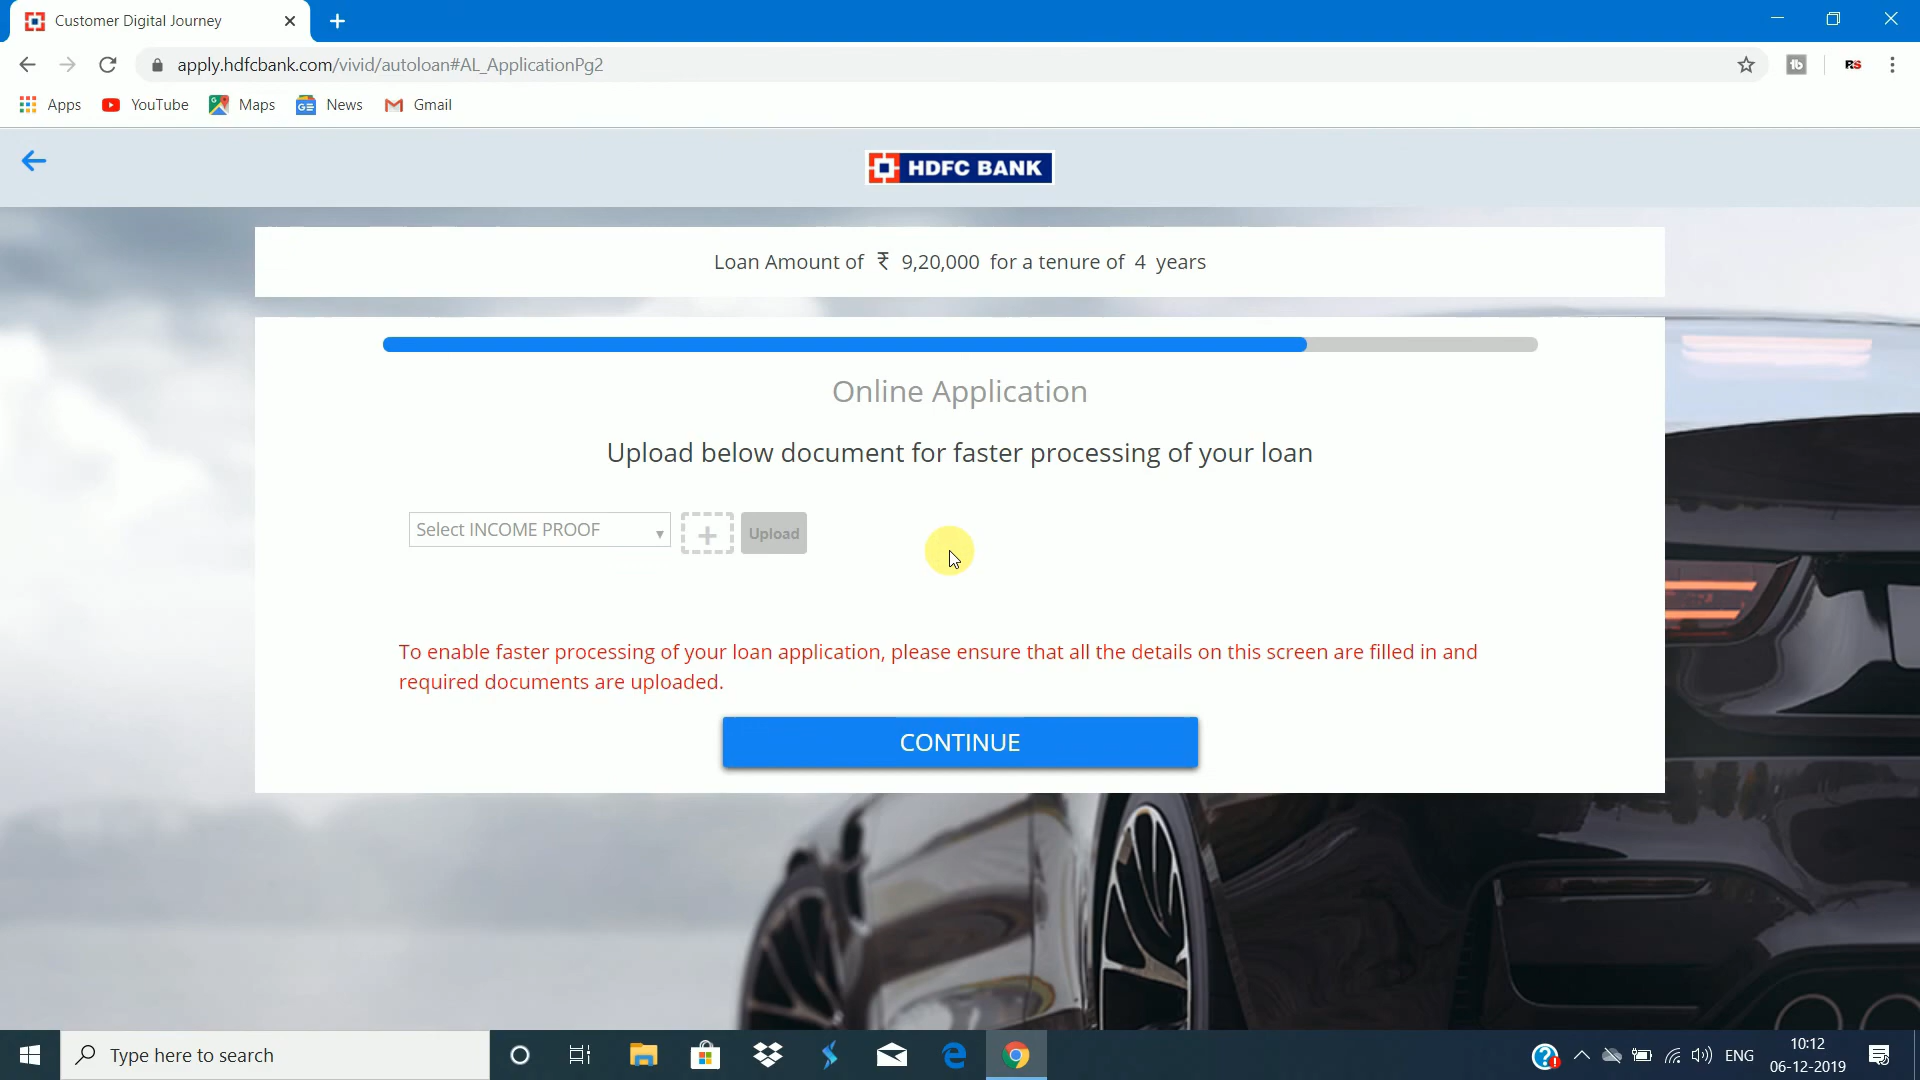 Customer Digital Journey
apply.hdfcbank.com/vivid/autoloan#AL_ApplicationPg2
Apps YouTube Maps News Gmail
HDFC BANK
Loan Amount of ₹ 9,20,000 for a tenure of 4 years
Online Application
Upload below document for faster processing of your loan
Select INCOME PROOF
Upload
To enable faster processing of your loan application, please ensure that all the details on this screen are filled in and
required documents are uploaded.
CONTINUE
Type here to search
ENG
10:12
06-12-2019